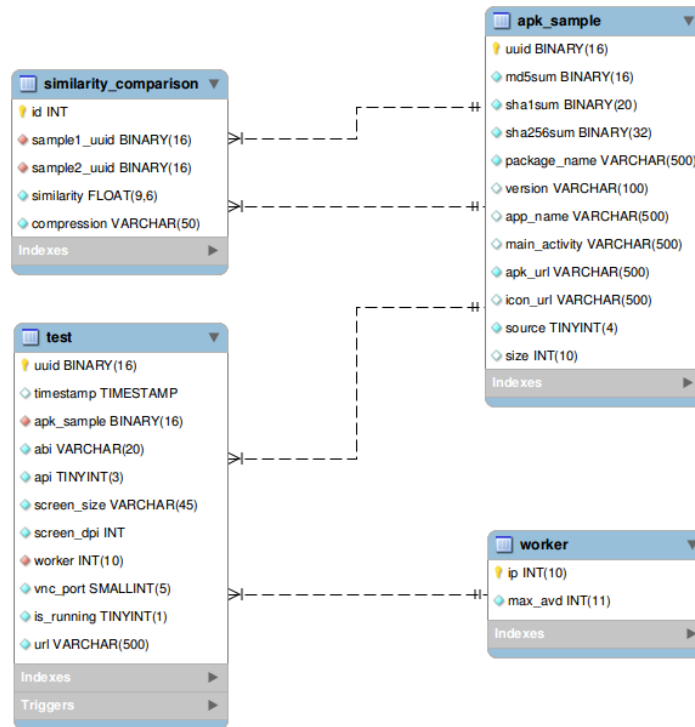 similarity_comparison
id INT
sample1_uuid BINARY(16)
sample2_uuid BINARY(16)
similarity FLOAT(9,6)
compression VARCHAR(50)
Indexes
test
uuid BINARY(16)
timestamp TIMESTAMP
apk_sample BINARY(16)
abi VARCHAR(20)
api TINYINT(3)
screen_size VARCHAR(45)
screen_dpi INT
worker INT(10)
vnc_port SMALLINT(5)
is_running TINYINT(1)
url VARCHAR(500)
Indexes
Triggers
apk_sample
uuid BINARY(16)
md5sum BINARY(16)
sha1sum BINARY(20)
sha256sum BINARY(32)
package_name VARCHAR(500)
version VARCHAR(100)
app_name VARCHAR(500)
main_activity VARCHAR(500)
apk_url VARCHAR(500)
icon_url VARCHAR(500)
source TINYINT(4)
size INT(10)
Indexes
worker
ip INT(10)
max_avd INT(11)
Indexes